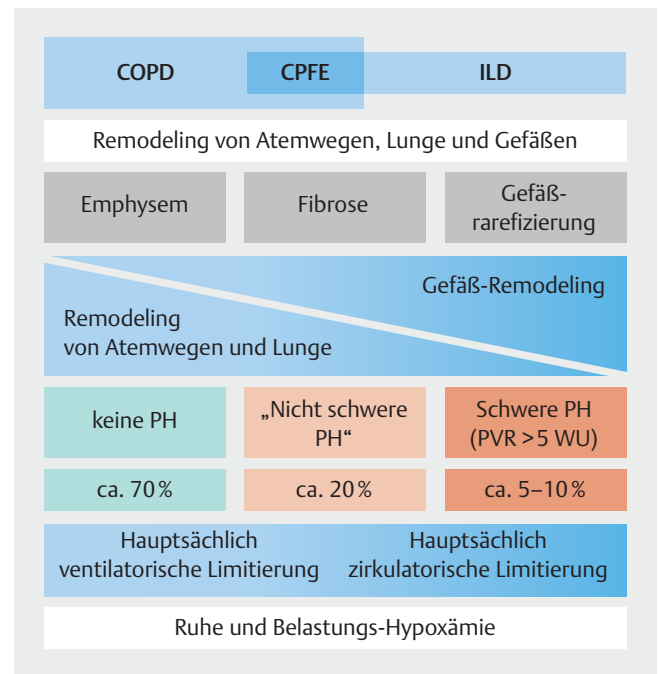 COPD CPFE ILD
Remodeling von Atemwegen, Lunge und Gefäßen
Emphysem
Fibrose
Gefäß-
rarefizierung
Gefäß-Remodeling
Remodeling
von Atemwegen und Lunge
keine PH
„Nicht schwere
PH“
Schwere PH
(PVR >5 WU)
ca. 70 %
ca. 20 %
ca. 5–10 %
Hauptsächlich
ventilatorische Limitierung
Hauptsächlich
zirkulatorische Limitierung
Ruhe und Belastungs-Hypoxämie